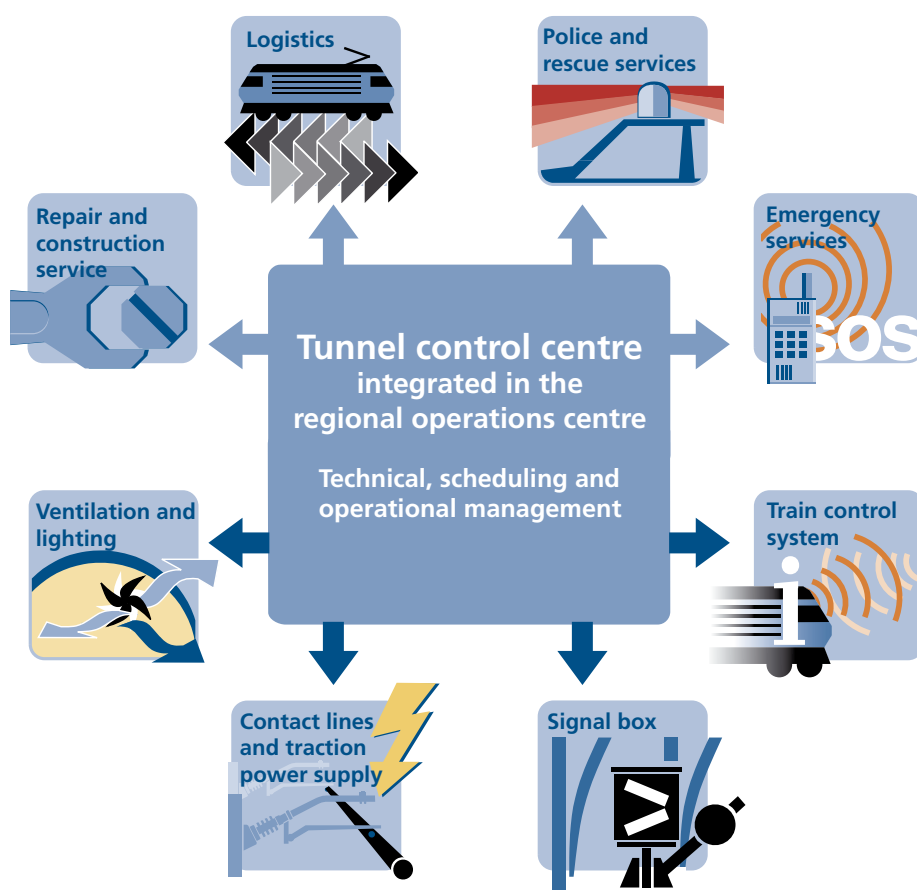 Logistics
Police and
rescue services
Repair and
construction
service
Emergency
services
sos
Tunnel control centre
integrated in the
regional operations centre
Technical, scheduling and
operational management
Ventilation and
lighting
Train control
system
i
Contact lines
and traction
power supply
Signal box